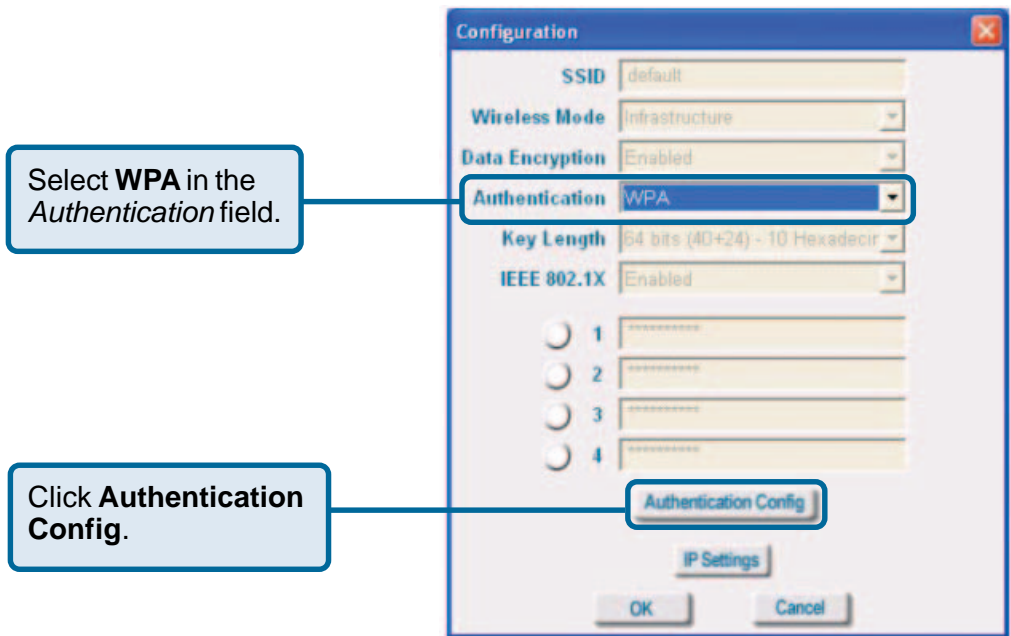 Configuration
SSID default
Wireless Mode Infrastructure
Data Encryption Enabled
Select WPA in the
Authentication field.
Authentication WPA
Key Length 64 bits (40+24) - 10 Hexadecir
IEEE 802.1X Enabled
1 **********
2 **********
3 **********
4 **********
Click Authentication
Config.
Authentication Config
IP Settings
OK Cancel